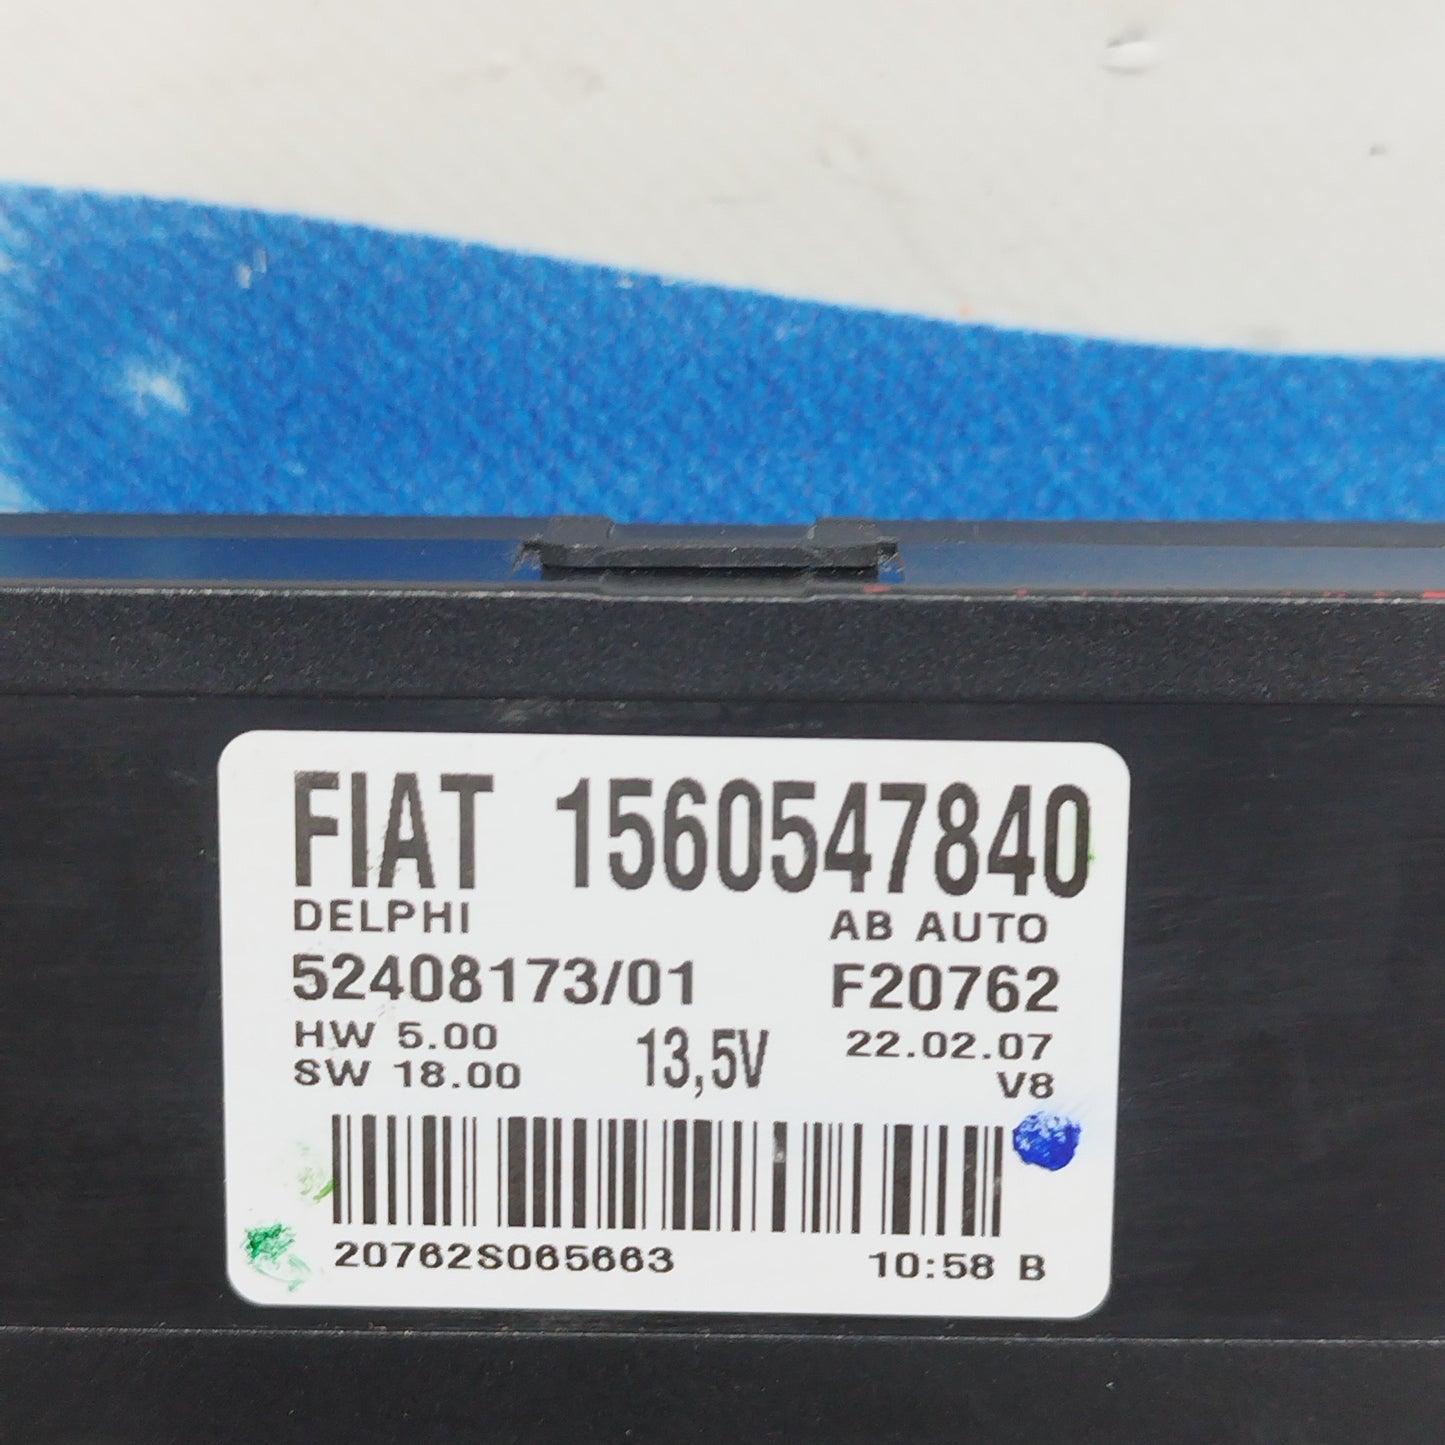 FIAT 1560547840
DELPHI AB AUTO
52408173/01 F20762
HW 5.00 13,5V 22.02.07
SW 18.00 V8
20762S065663 10:58 B